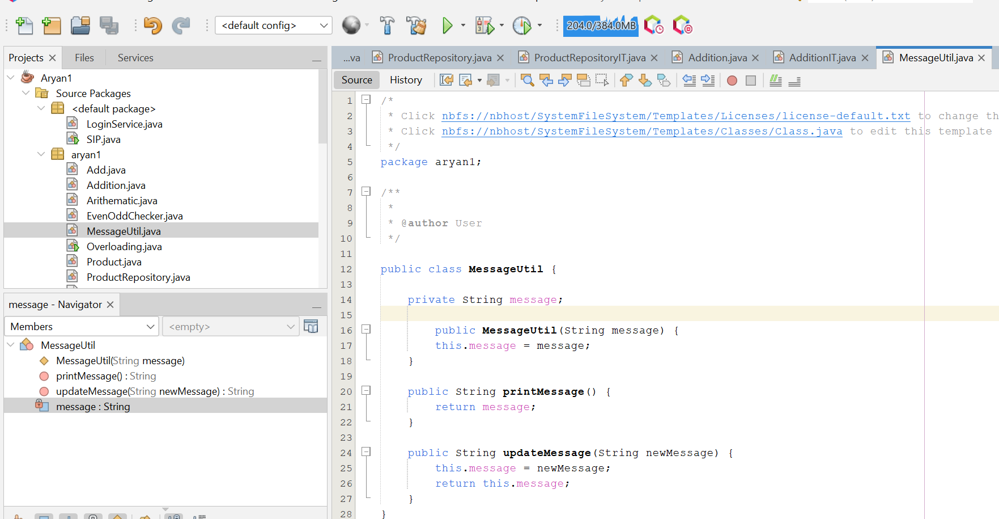 <default config>
204.0/384.0MB
Projects
Files
Services
Aryan1
Source Packages
<default package>
LoginService.java
SIP.java
aryan1
Add.java
Addition.java
Arithematic.java
EvenOddChecker.java
MessageUtil.java
Overloading.java
Product.java
ProductRepository.java
message - Navigator
Members
<empty>
MessageUtil
MessageUtil(String message)
printMessage() : String
updateMessage(String newMessage) : String
message : String
...va
ProductRepository.java
ProductRepositoryIT.java
Addition.java
AdditionIT.java
MessageUtil.java
Source
History
1 /*
2 * Click nbfs://nbhost/SystemFileSystem/Templates/Licenses/license-default.txt to change th
3 * Click nbfs://nbhost/SystemFileSystem/Templates/Classes/Class.java to edit this template
4 */
5 package aryan1;
6
7 /**
8 *
9 * @author User
10 */
11
12 public class MessageUtil {
13
14 private String message;
15
16 public MessageUtil(String message) {
17 this.message = message;
18 }
19
20 public String printMessage() {
21 return message;
22 }
23
24 public String updateMessage(String newMessage) {
25 this.message = newMessage;
26 return this.message;
27 }
28 }